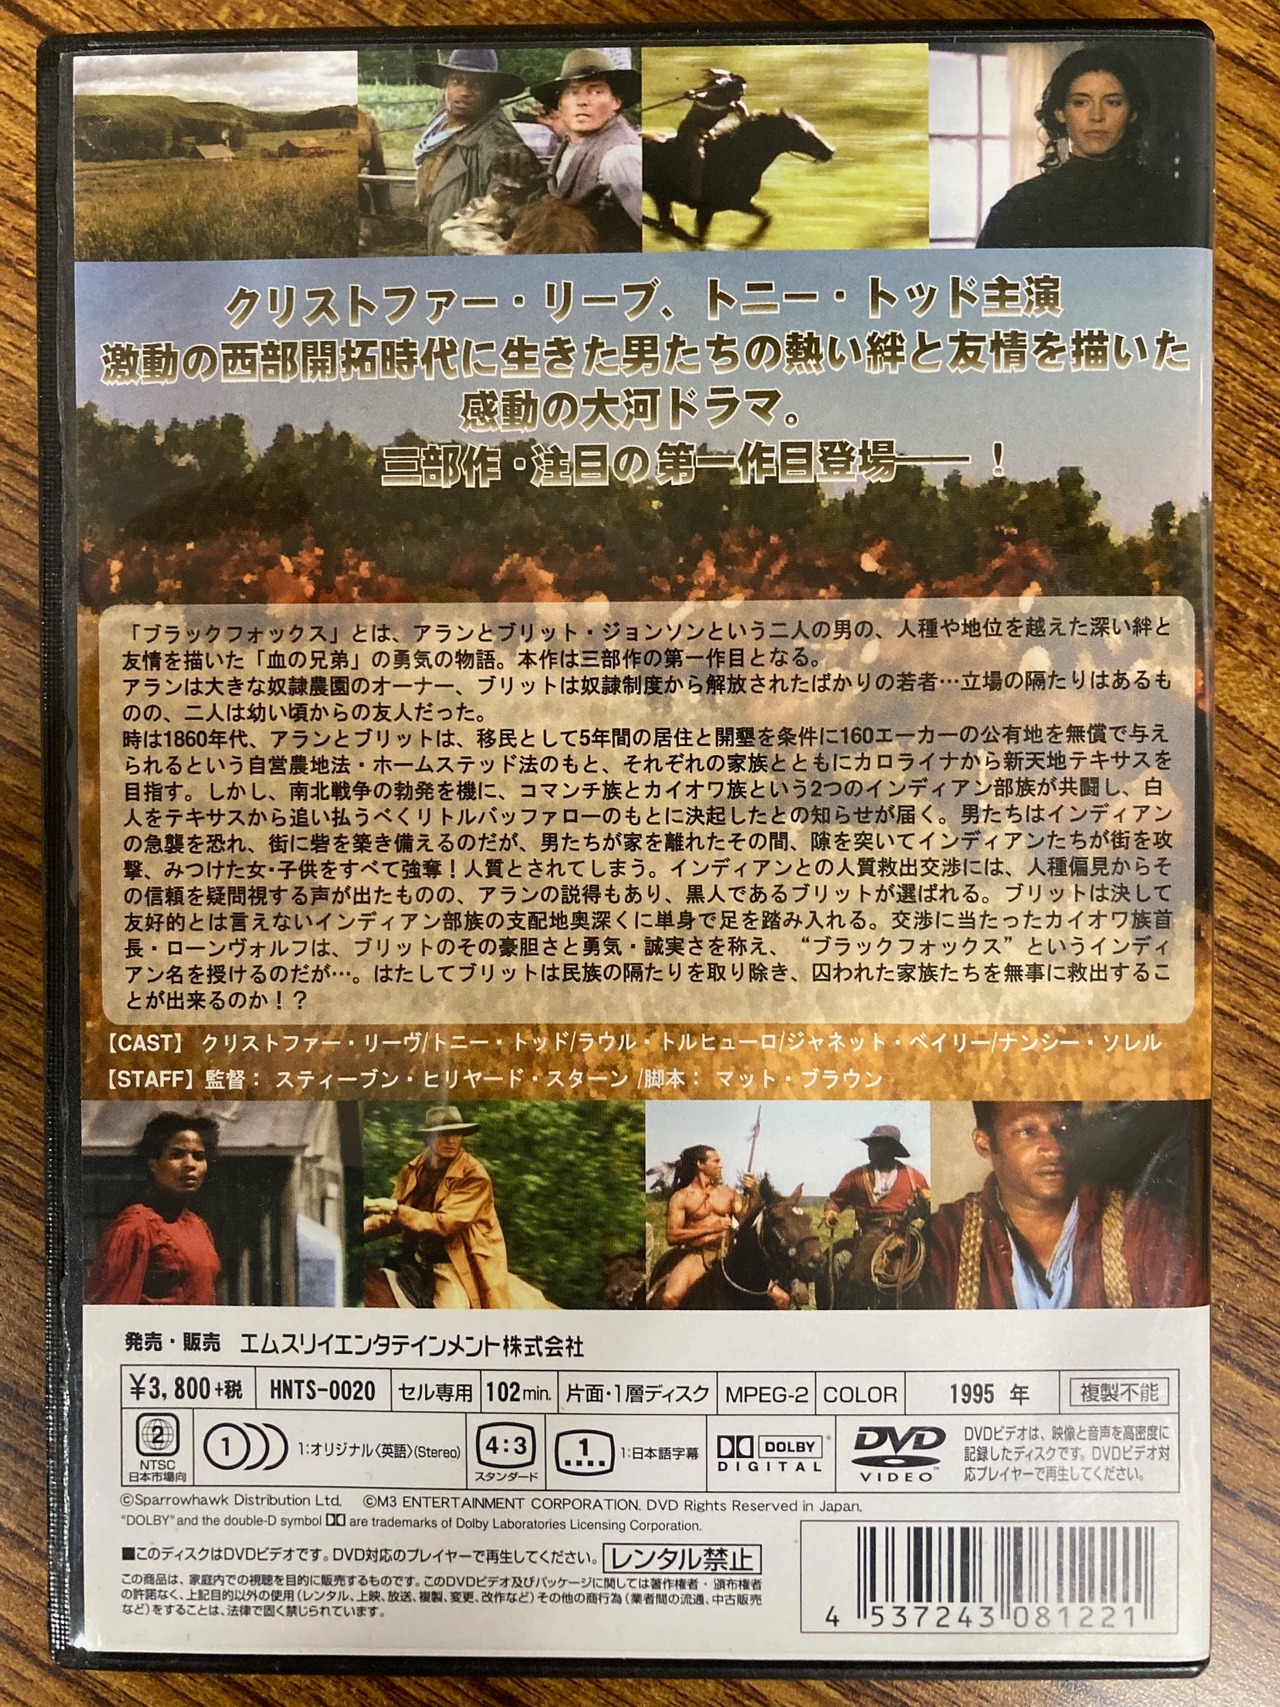 クリストファー・リーブ、トニー・トッド主演
激動の西部開拓時代に生きた男たちの熱い絆と友情を描いた
感動の大河ドラマ。
三部作・注目の第一作目登場——！
「ブラックフォックス」とは、アランとブリット・ジョンソンという二人の男の、人種や地位を越えた深い絆と
友情を描いた「血の兄弟」の勇気の物語。本作は三部作の第一作目となる。
アランは大きな奴隷農園のオーナー、ブリットは奴隷制度から解放されたばかりの若者…立場の隔たりはあるも
のの、二人は幼い頃からの友人だった。
時は1860年代、アランとブリットは、移民として5年間の居住と開墾を条件に160エーカーの公有地を無償で与え
られるという自営農地法・ホームステッド法のもと、それぞれの家族とともにカロライナから新天地テキサスを
目指す。しかし、南北戦争の勃発を機に、コマンチ族とカイオワ族という2つのインディアン部族が共闘し、白
人をテキサスから追い払うべくリトルバッファローのもとに決起したとの知らせが届く。男たちはインディアン
の急襲を恐れ、街に砦を築き備えるのだが、男たちが家を離れたその間、隙を突いてインディアンたちが街を攻
撃、みつけた女・子供をすべて強奪！人質とされてしまう。インディアンとの人質救出交渉には、人種偏見からそ
の信頼を疑問視する声が出たものの、アランの説得もあり、黒人であるブリットが選ばれる。ブリットは決して
友好的とは言えないインディアン部族の支配地奥深くに単身で足を踏み入れる。交渉に当たったカイオワ族首
長・ローンヴォルフは、ブリットのその豪胆さと勇気・誠実さを称え、“ブラックフォックス”というインディ
アン名を授けるのだが…。はたしてブリットは民族の隔たりを取り除き、囚われた家族たちを無事に救出するこ
とが出来るのか！？
【CAST】 クリストファー・リーヴ/トニー・トッド/ラウル・トルヒューロ/ジャネット・ベイリー/ナンシー・ソレル
【STAFF】監督： スティーブン・ヒリヤード・スターン /脚本： マット・ブラウン
発売・販売 エムスリイエンタテインメント株式会社
¥3,800+税 HNTS-0020 セル専用 102min. 片面・1層ディスク MPEG-2 COLOR 1995 年 複製不能
2 NTSC 日本市場向 1 1:オリジナル〈英語〉(Stereo) 4:3 スタンダード 1 1:日本語字幕 DOLBY DIGITAL DVD VIDEO
DVDビデオは、映像と音声を高密度に
記録したディスクです。DVDビデオ対
応プレイヤーで再生してください。
©Sparrowhawk Distribution Ltd. ©M3 ENTERTAINMENT CORPORATION. DVD Rights Reserved in Japan.
"DOLBY" and the double-D symbol are trademarks of Dolby Laboratories Licensing Corporation.
■このディスクはDVDビデオです。DVD対応のプレイヤーで再生してください。 レンタル禁止
この商品は、家庭内での視聴を目的に販売するものです。このDVDビデオ及びパッケージに関しては著作権者・頒布権者
の許諾なく、上記目的以外の使用（レンタル、上映、放送、複製、変更、改作など）その他の商行為（業者間の流通、中古販売
など）をすることは、法律で固く禁じられています。
4 537243 081221